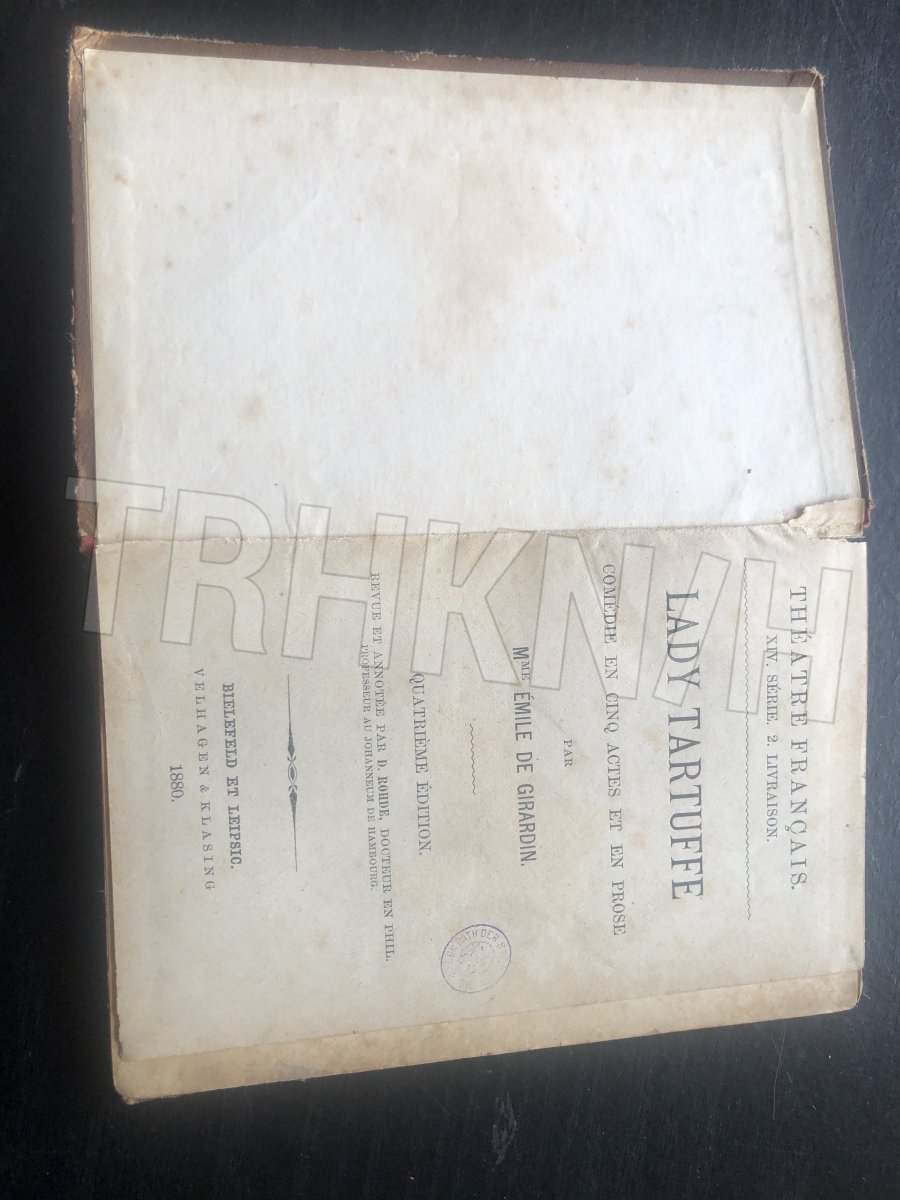 THÉATRE FRANÇAIS.
XIV. SÉRIE. 2. LIVRAISON.
LADY TARTUFFE
COMÉDIE EN CINQ ACTES ET EN PROSE
PAR
MME ÉMILE DE GIRARDIN.
QUATRIÈME ÉDITION.
REVUE ET ANNOTÉE PAR D. ROHDE, DOCTEUR EN PHIL.
PROFESSEUR AU JOHANNEUM DE HAMBOURG.
BIELEFELD ET LEIPSIC.
VELHAGEN & KLASING
1880.